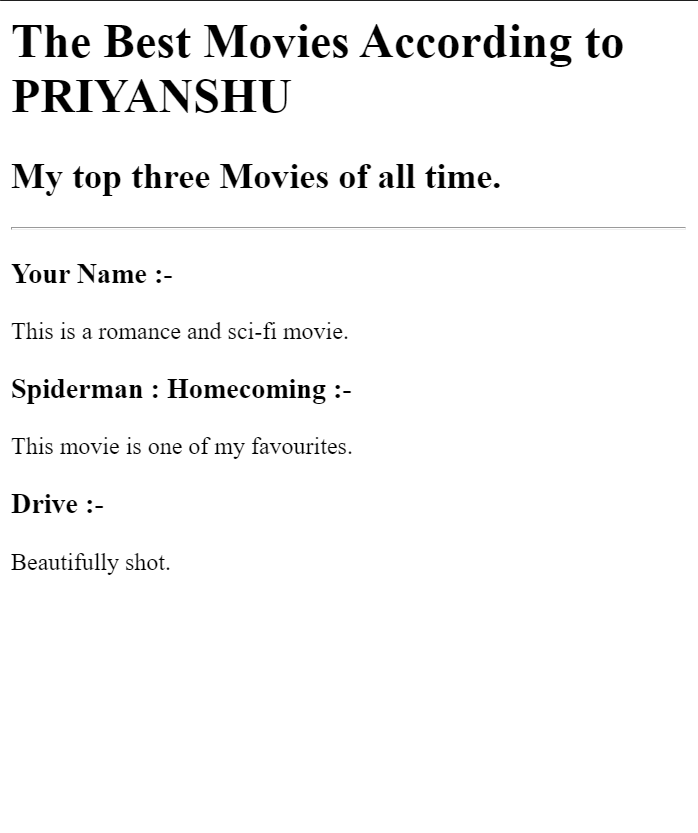 The Best Movies According to
PRIYANSHU
My top three Movies of all time.
Your Name :-
This is a romance and sci-fi movie.
Spiderman : Homecoming :-
This movie is one of my favourites.
Drive :-
Beautifully shot.